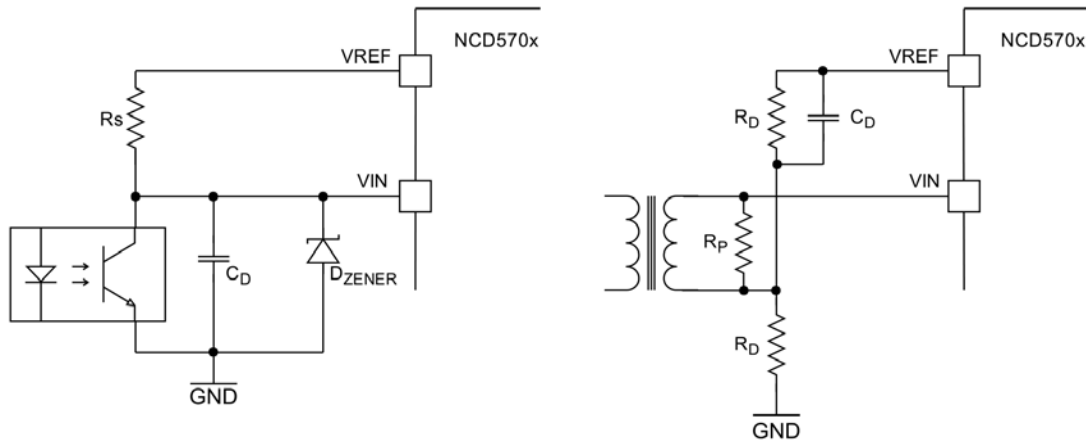 NCD570x
VREF
Rs
VIN
CD
DZENER
GND
NCD570x
VREF
RD
CD
VIN
RP
RD
GND